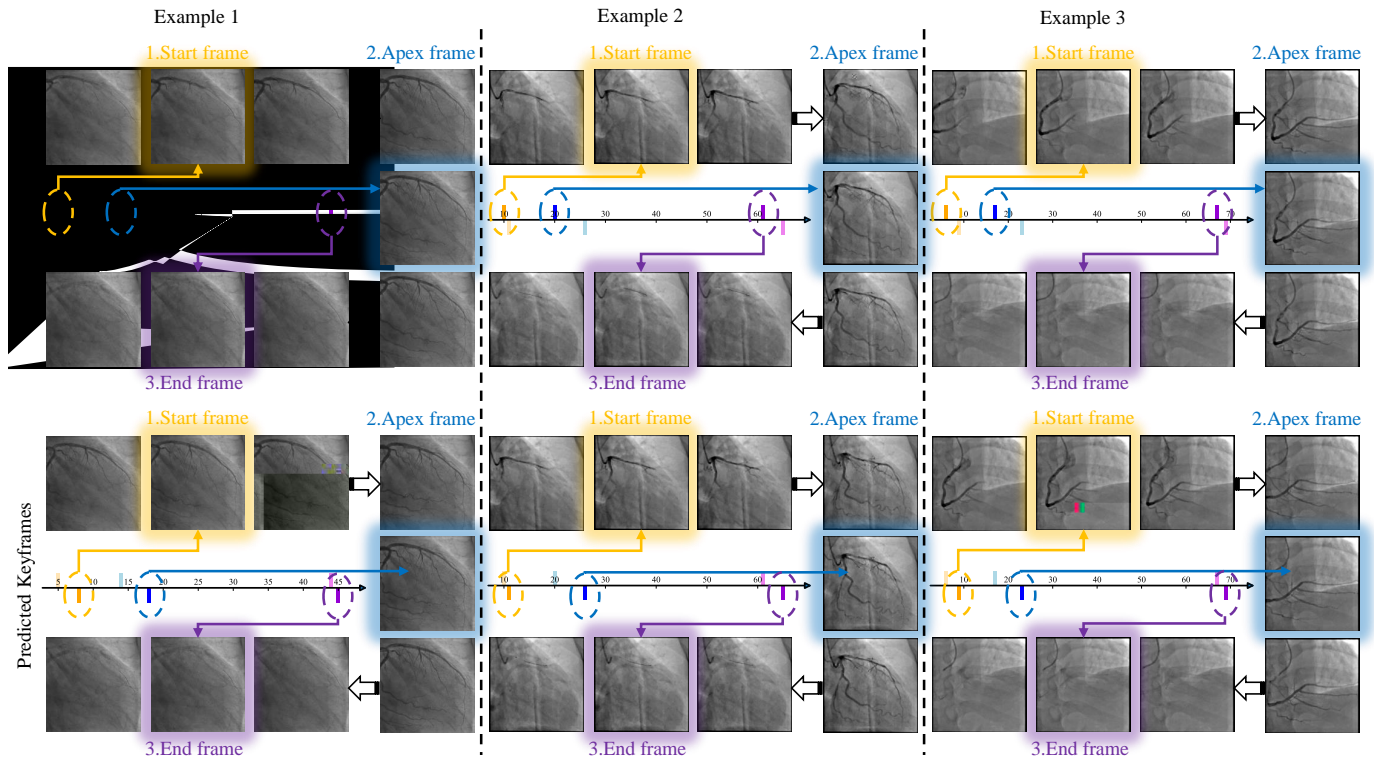 Example 1
Example 2
Example 3
1.Start frame
2.Apex frame
1.Start frame
2.Apex frame
1.Start frame
2.Apex frame
10 20 30 40 50 60
10 20 30 40 50 60 70
3.End frame
3.End frame
3.End frame
Predicted Keyframes
1.Start frame
2.Apex frame
1.Start frame
2.Apex frame
1.Start frame
2.Apex frame
5 10 15 20 25 30 35 40 45
10 20 30 40 50 60
10 20 30 40 50 60 70
3.End frame
3.End frame
3.End frame